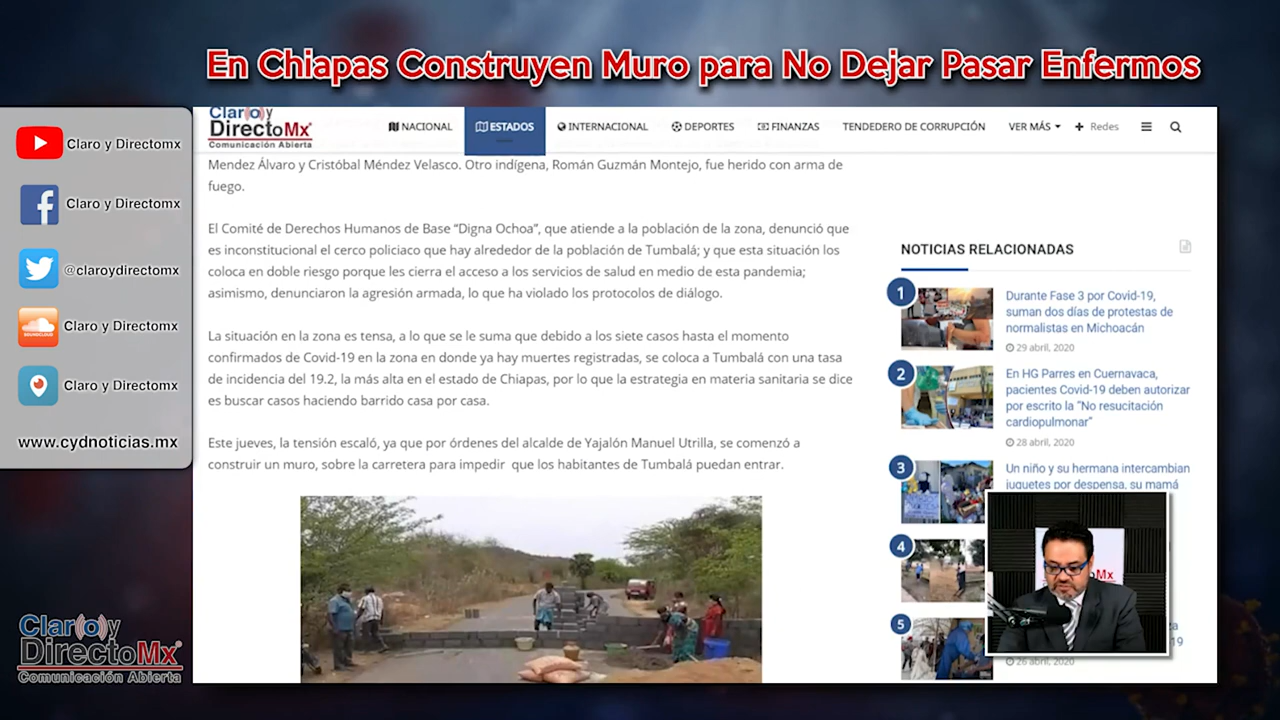 En Chiapas Construyen Muro para No Dejar Pasar Enfermos
Claro y Directomx
Claro y Directomx
@claroydirectomx
SOUNDCLOUD
Claro y Directomx
Claro y Directomx
www.cydnoticias.mx
Claro y
DirectoMx
Comunicación Abierta
Claro y
DirectoMx
Comunicación Abierta
NACIONAL ESTADOS INTERNACIONAL DEPORTES FINANZAS TENDEDERO DE CORRUPCIÓN VER MÁS Redes
Mendez Álvaro y Cristóbal Méndez Velasco. Otro indígena, Román Guzmán Montejo, fue herido con arma de
fuego.
El Comité de Derechos Humanos de Base “Digna Ochoa”, que atiende a la población de la zona, denunció que
es inconstitucional el cerco policiaco que hay alrededor de la población de Tumbalá; y que esta situación los
coloca en doble riesgo porque les cierra el acceso a los servicios de salud en medio de esta pandemia;
asimismo, denunciaron la agresión armada, lo que ha violado los protocolos de diálogo.
La situación en la zona es tensa, a lo que se le suma que debido a los siete casos hasta el momento
confirmados de Covid-19 en la zona en donde ya hay muertes registradas, se coloca a Tumbalá con una tasa
de incidencia del 19.2, la más alta en el estado de Chiapas, por lo que la estrategia en materia sanitaria se dice
es buscar casos haciendo barrido casa por casa.
Este jueves, la tensión escaló, ya que por órdenes del alcalde de Yajalón Manuel Utrilla, se comenzó a
construir un muro, sobre la carretera para impedir que los habitantes de Tumbalá puedan entrar.
NOTICIAS RELACIONADAS
1
Durante Fase 3 por Covid-19,
suman dos días de protestas de
normalistas en Michoacán
29 abril, 2020
2
En HG Parres en Cuernavaca,
pacientes Covid-19 deben autorizar
por escrito la “No resucitación
cardiopulmonar”
28 abril, 2020
3
Un niño y su hermana intercambian
juguetes por despensa, su mamá
4
5
19
26 abril, 2020